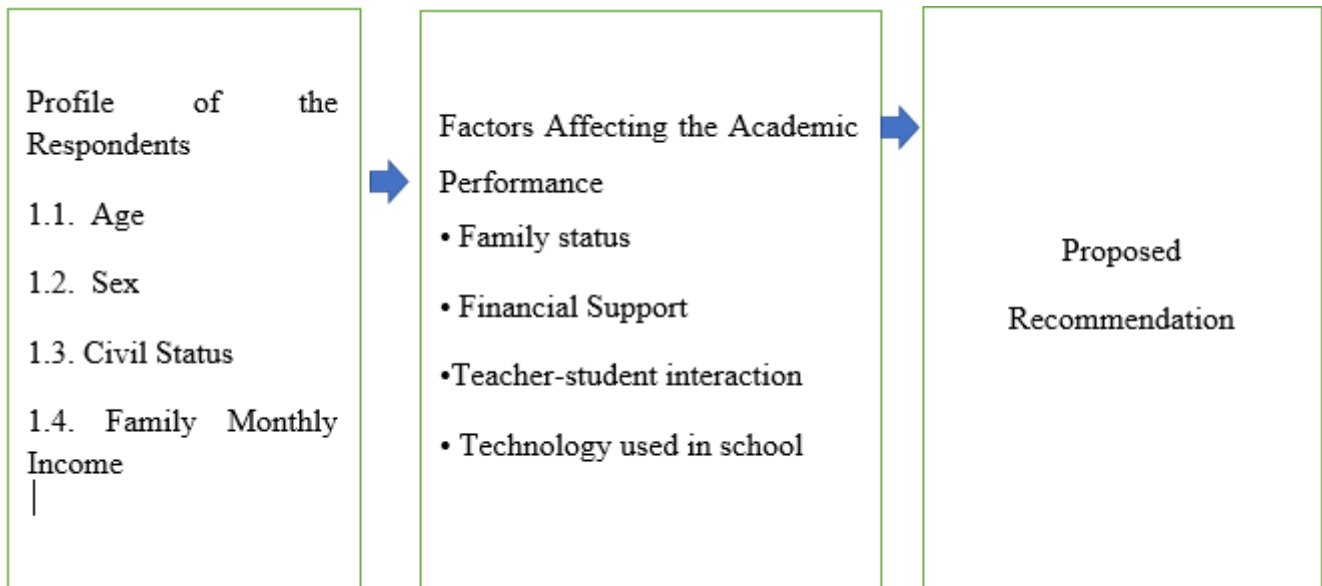 Profile of the
Respondents
1.1. Age
1.2. Sex
1.3. Civil Status
1.4. Family Monthly
Income
Factors Affecting the Academic
Performance
• Family status
• Financial Support
•Teacher-student interaction
• Technology used in school
Proposed
Recommendation